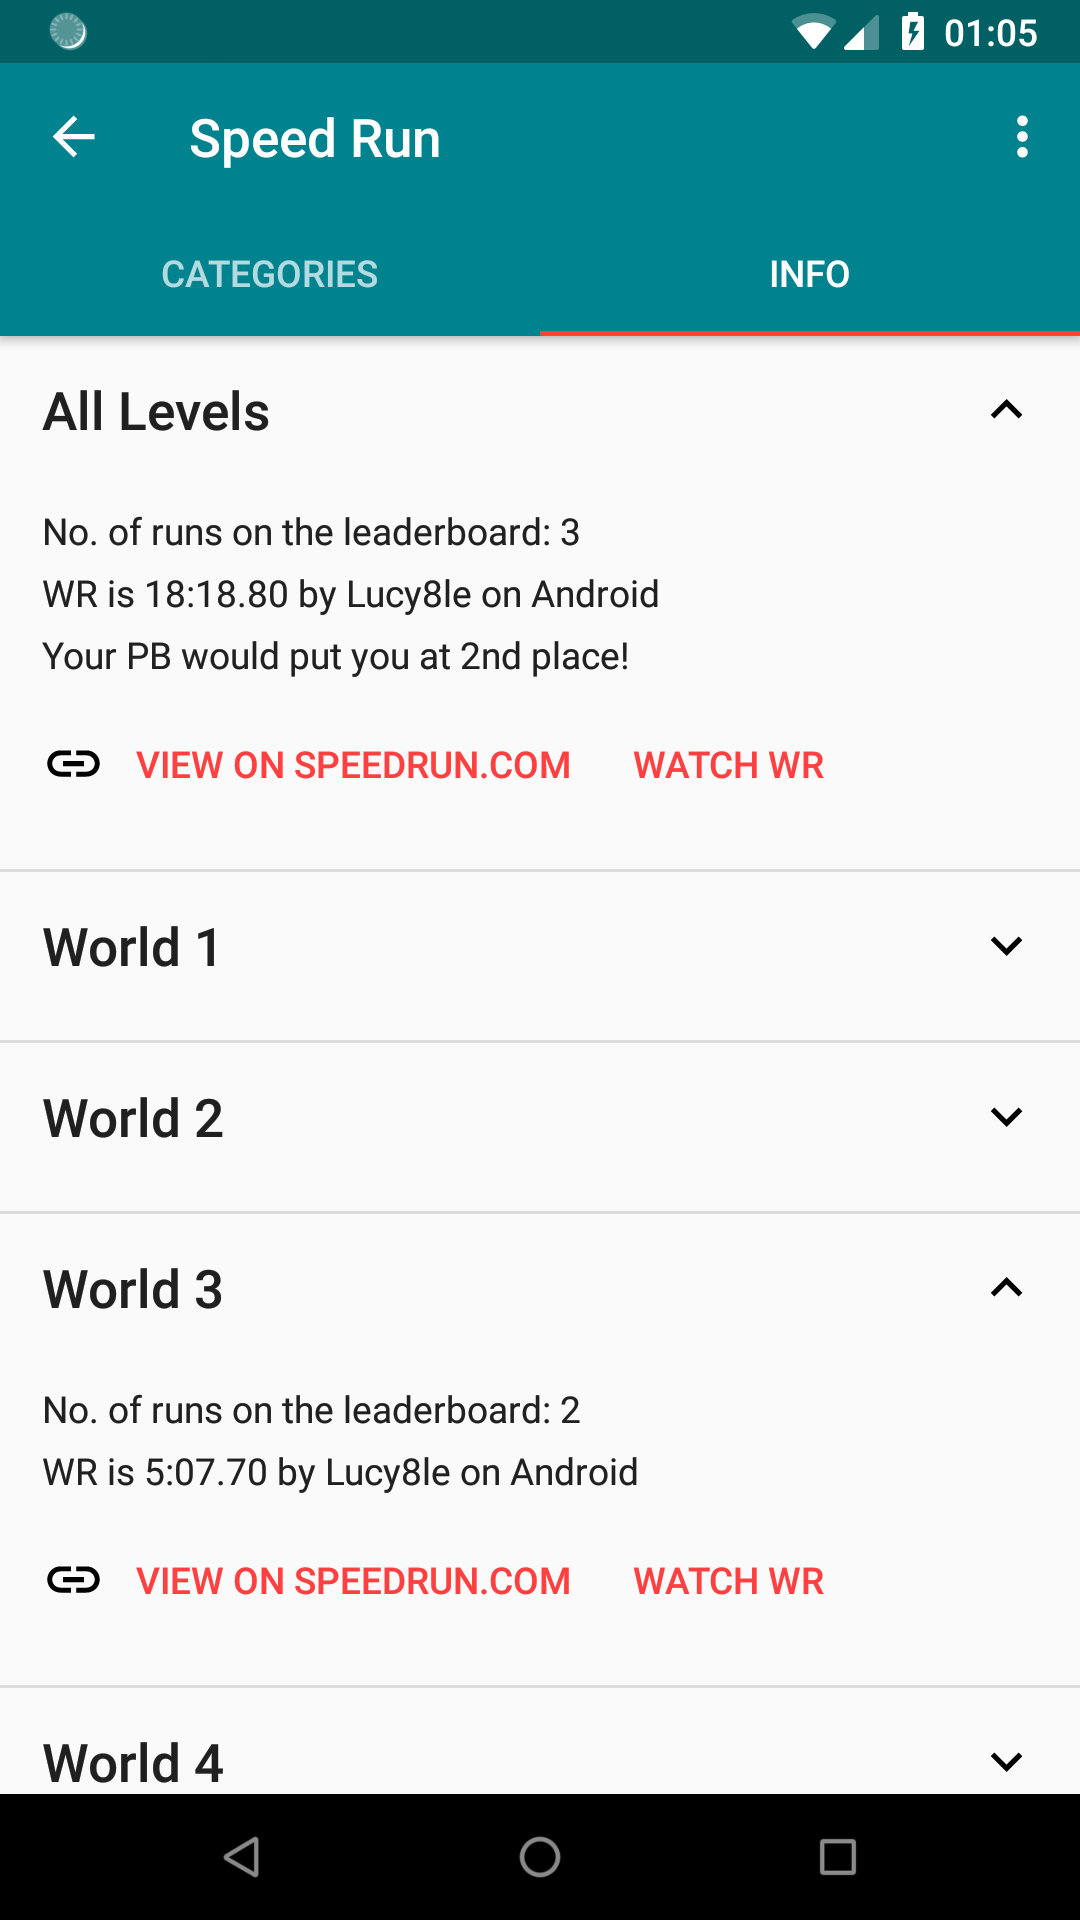 01:05
Speed Run
CATEGORIES
INFO
All Levels
No. of runs on the leaderboard: 3
WR is 18:18.80 by Lucy8le on Android
Your PB would put you at 2nd place!
VIEW ON SPEEDRUN.COM WATCH WR
World 1
World 2
World 3
No. of runs on the leaderboard: 2
WR is 5:07.70 by Lucy8le on Android
VIEW ON SPEEDRUN.COM WATCH WR
World 4